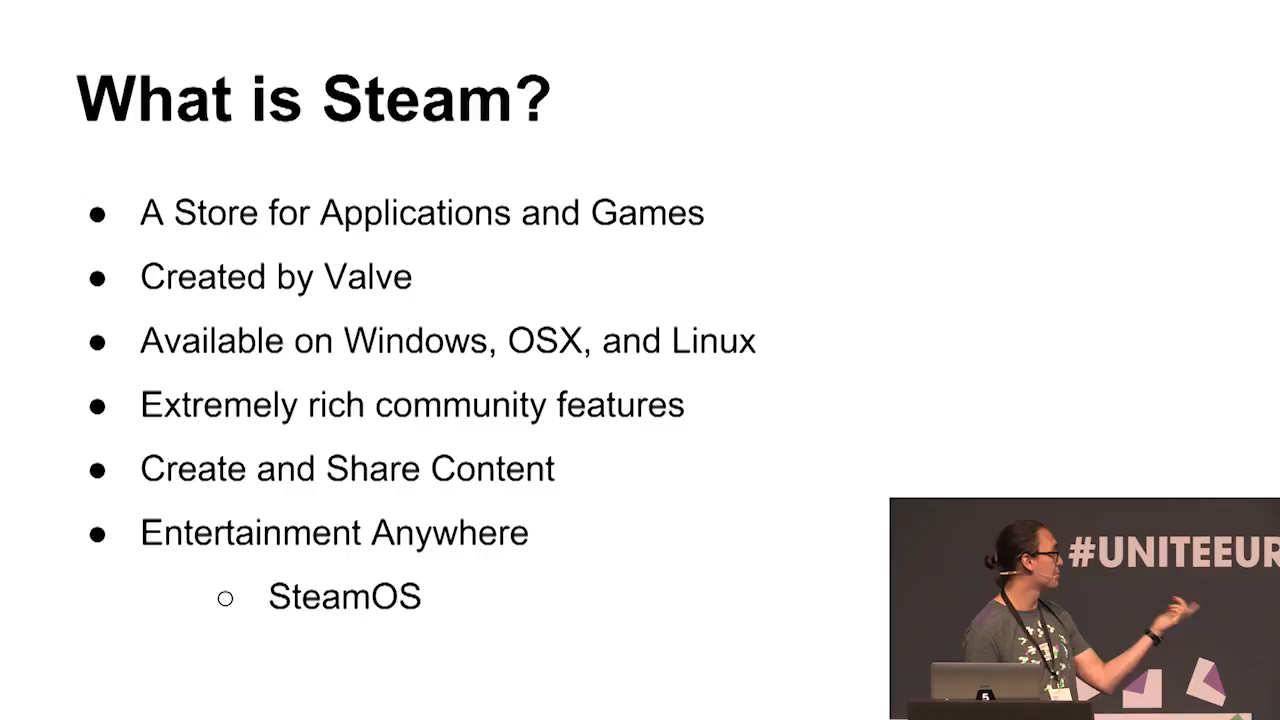 What is Steam?
● A Store for Applications and Games
● Created by Valve
● Available on Windows, OSX, and Linux
● Extremely rich community features
● Create and Share Content
● Entertainment Anywhere
○ SteamOS
#UNITEEUR